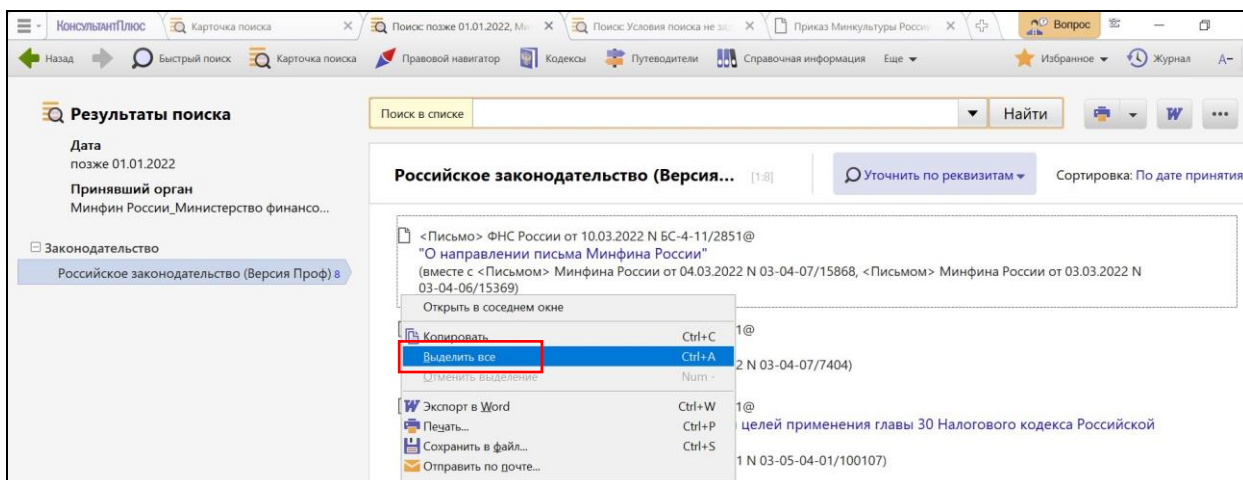 КонсультантПлюс Карточка поиска Поиск: позже 01.01.2022, Ми Поиск: Условия поиска не за Приказ Минкультуры Росси Вопрос
Назад Быстрый поиск Карточка поиска Правовой навигатор Кодексы Путеводители Справочная информация Еще Избранное Журнал A−
Результаты поиска
Поиск в списке Найти
Дата
позже 01.01.2022
Принявший орган
Минфин России_Министерство финансо...
Законодательство
Российское законодательство (Версия Проф) 8
Российское законодательство (Версия... [1:8] Уточнить по реквизитам Сортировка: По дате принятия
<Письмо> ФНС России от 10.03.2022 N БС-4-11/2851@
"О направлении письма Минфина России"
(вместе с <Письмом> Минфина России от 04.03.2022 N 03-04-07/15868, <Письмом> Минфина России от 03.03.2022 N
03-04-06/15369)
Открыть в соседнем окне
Копировать Ctrl+C
Выделить все Ctrl+A
Отменить выделение Num -
Экспорт в Word Ctrl+W
Печать... Ctrl+P
Сохранить в файл... Ctrl+S
Отправить по почте...
1@
2 N 03-04-07/7404)
1@
целей применения главы 30 Налогового кодекса Российской
1 N 03-05-04-01/100107)